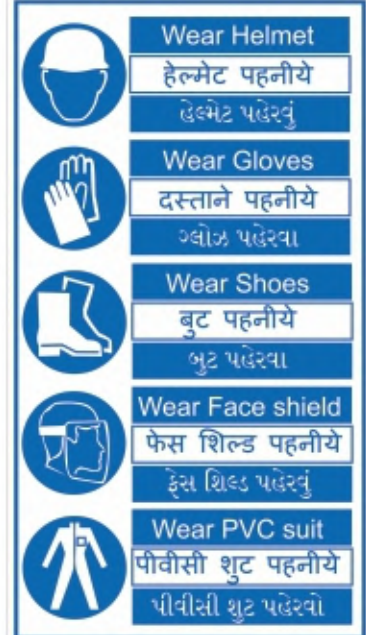 Wear Helmet
हेल्मेट पहनीये
હેલ્મેટ પહેરવું
Wear Gloves
दस्ताने पहनीये
ગ્લોઝ પહેરવા
Wear Shoes
बुट पहनीये
બુટ પહેરવા
Wear Face shield
फेस शिल्ड पहनीये
ફેસ શિલ્ડ પહેરવું
Wear PVC suit
पीवीसी शुट पहनीये
પીવીસી શુટ પહેરવો